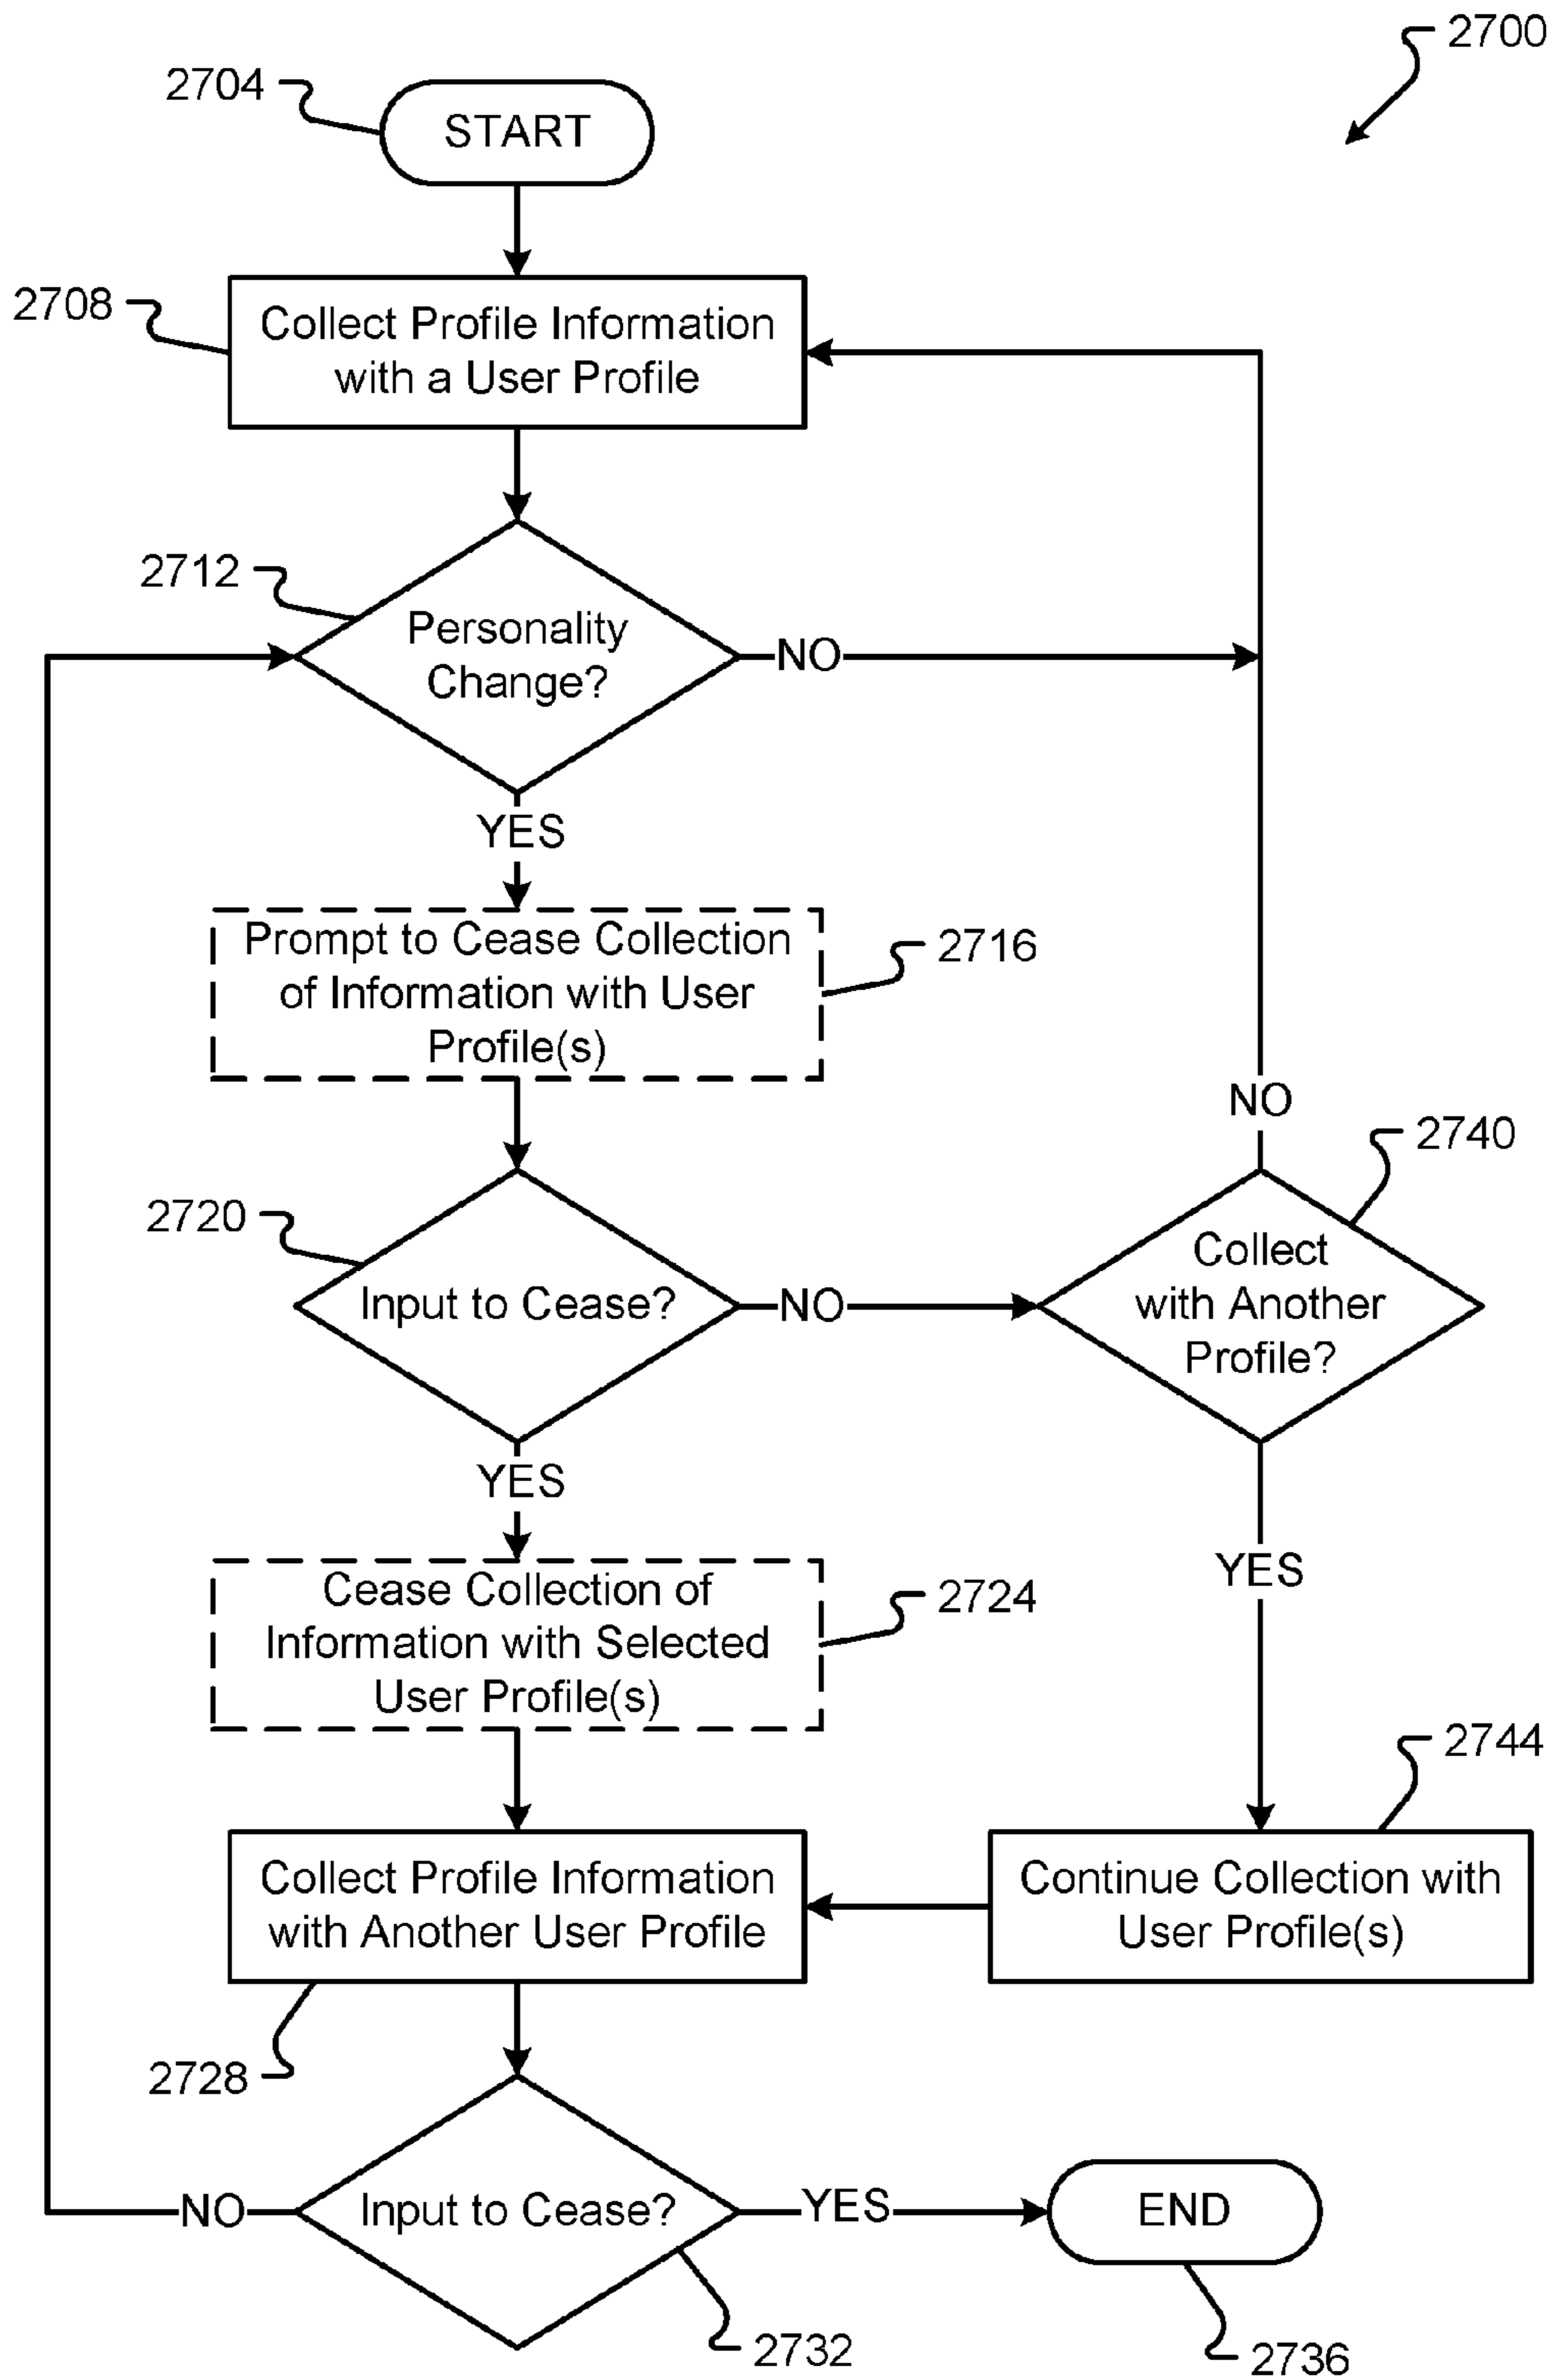 2700
2704
START
2708
Collect Profile Information
with a User Profile
2712
Personality
Change?
NO
YES
Prompt to Cease Collection
of Information with User
Profile(s)
2716
NO
2740
2720
Input to Cease?
NO
Collect
with Another
Profile?
YES
YES
Cease Collection of
Information with Selected
User Profile(s)
2724
2744
Collect Profile Information
with Another User Profile
Continue Collection with
User Profile(s)
2728
NO
Input to Cease?
YES
END
2732
2736